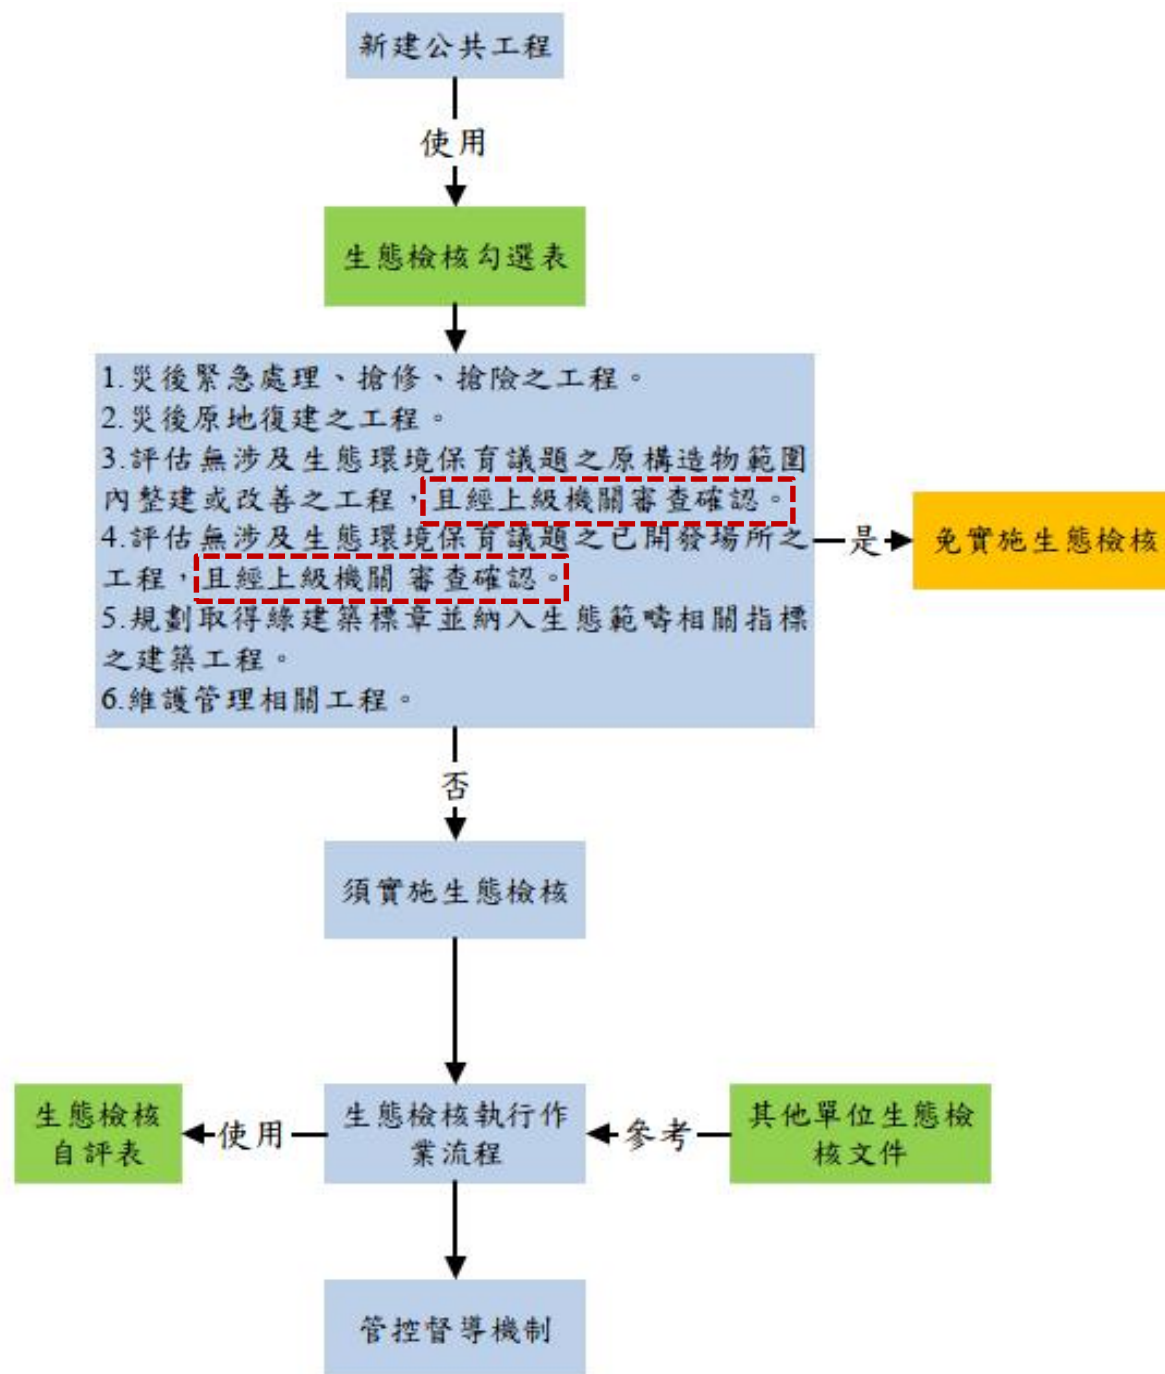 新建公共工程
使用
生態檢核勾選表
1.災後緊急處理、搶修、搶險之工程。
2.災後原地復建之工程。
3.評估無涉及生態環境保育議題之原構造物範圍
內整建或改善之工程，且經上級機關審查確認。
4.評估無涉及生態環境保育議題之已開發場所之
工程，且經上級機關 審查確認。
5.規劃取得綠建築標章並納入生態範疇相關指標
之建築工程。
6.維護管理相關工程。
是
免實施生態檢核
否
須實施生態檢核
生態檢核
自評表
使用
生態檢核執行作
業流程
參考
其他單位生態檢
核文件
管控督導機制